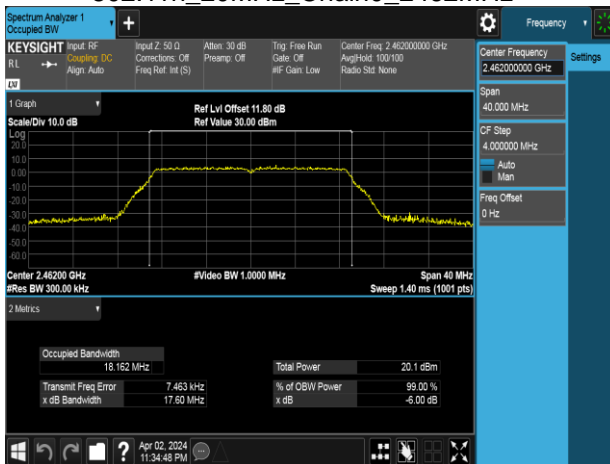 Spectrum Analyzer 1
Occupied BW
+
Frequency
KEYSIGHT
RL
Input: RF
Coupling: DC
Align: Auto
Input Z: 50 Ω
Corrections: Off
Freq Ref: Int (S)
Atten: 30 dB
Preamp: Off
Trig: Free Run
Gate: Off
#IF Gain: Low
Center Freq: 2.462000000 GHz
Avg|Hold: 100/100
Radio Std: None
LXI
Center Frequency
2.462000000 GHz
Settings
Span
40.000 MHz
CF Step
4.000000 MHz
Auto
Man
Freq Offset
0 Hz
1 Graph
Scale/Div 10.0 dB
Ref Lvl Offset 11.80 dB
Ref Value 30.00 dBm
Log
20.0
10.0
0.00
-10.0
-20.0
-30.0
-40.0
-50.0
-60.0
Center 2.46200 GHz
#Video BW 1.0000 MHz
Span 40 MHz
#Res BW 300.00 kHz
Sweep 1.40 ms (1001 pts)
2 Metrics
Occupied Bandwidth
18.162 MHz
Total Power 20.1 dBm
Transmit Freq Error 7.463 kHz
% of OBW Power 99.00 %
x dB Bandwidth 17.60 MHz
x dB -6.00 dB
?
Apr 02, 2024
11:34:48 PM